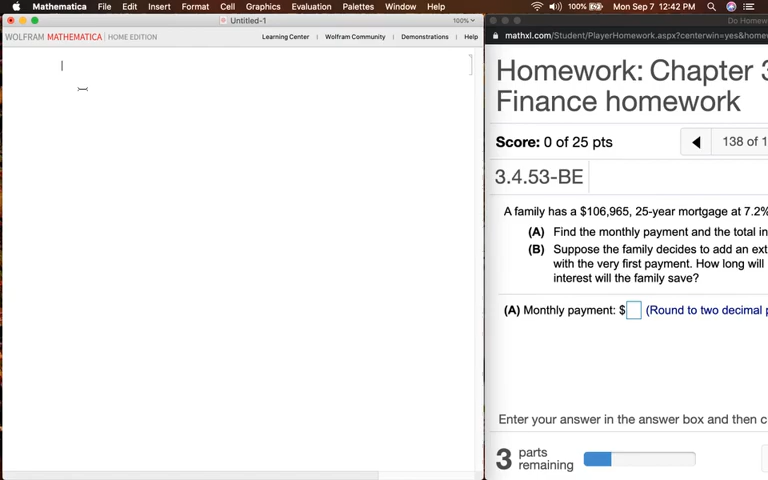 Mathematica File Edit Insert Format Cell Graphics Evaluation Palettes Window Help 100% Mon Sep 7 12:42 PM
Untitled-1 100%
WOLFRAM MATHEMATICA HOME EDITION Learning Center Wolfram Community Demonstrations Help
Do Homew
mathxl.com/Student/PlayerHomework.aspx?centerwin=yes&home
Homework: Chapter 3
Finance homework
Score: 0 of 25 pts
138 of 1
3.4.53-BE
A family has a $106,965, 25-year mortgage at 7.2%
(A) Find the monthly payment and the total in
(B) Suppose the family decides to add an ext
with the very first payment. How long will
interest will the family save?
(A) Monthly payment: $ (Round to two decimal p
Enter your answer in the answer box and then c
3 parts
remaining